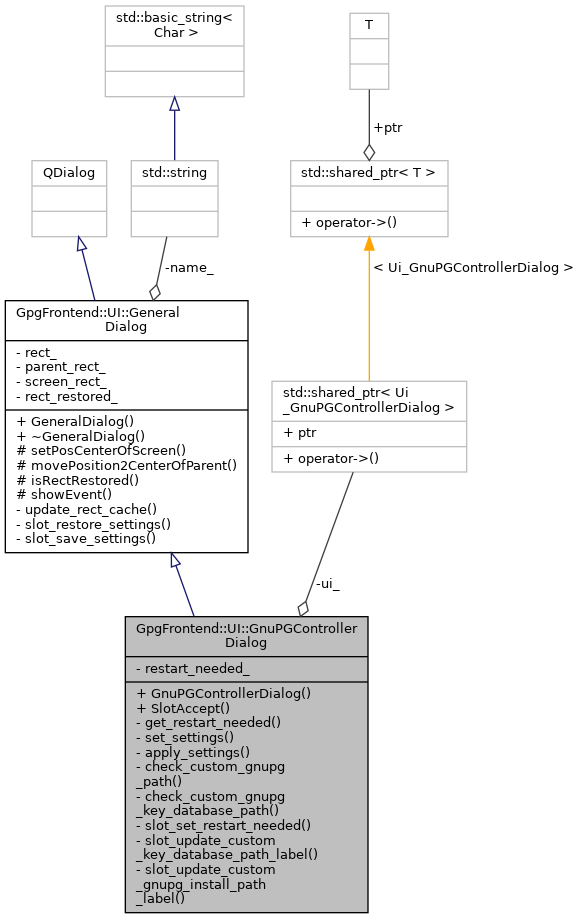 std::basic_string<
Char >
T
+ptr
QDialog
std::string
std::shared_ptr< T >
+ operator->()
-name_
< Ui_GnuPGControllerDialog >
GpgFrontend::UI::General
Dialog
- rect_
- parent_rect_
- screen_rect_
- rect_restored_
+ GeneralDialog()
+ ~GeneralDialog()
# setPosCenterOfScreen()
# movePosition2CenterOfParent()
# isRectRestored()
# showEvent()
- update_rect_cache()
- slot_restore_settings()
- slot_save_settings()
std::shared_ptr< Ui
_GnuPGControllerDialog >
+ ptr
+ operator->()
-ui_
GpgFrontend::UI::GnuPGController
Dialog
- restart_needed_
+ GnuPGControllerDialog()
+ SlotAccept()
- get_restart_needed()
- set_settings()
- apply_settings()
- check_custom_gnupg
_path()
- check_custom_gnupg
_key_database_path()
- slot_set_restart_needed()
- slot_update_custom
_key_database_path_label()
- slot_update_custom
_gnupg_install_path
_label()